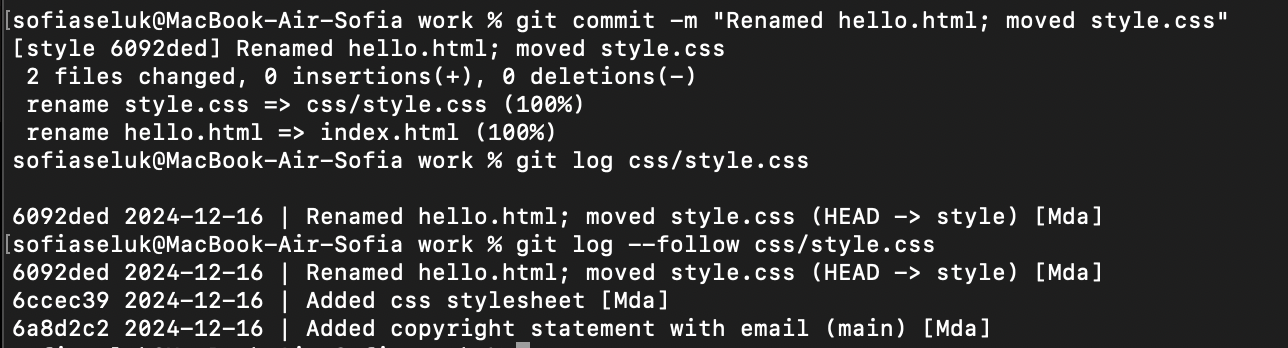 [sofiaseluk@MacBook-Air-Sofia work % git commit -m "Renamed hello.html; moved style.css"
[style 6092ded] Renamed hello.html; moved style.css
 2 files changed, 0 insertions(+), 0 deletions(-)
 rename style.css => css/style.css (100%)
 rename hello.html => index.html (100%)
sofiaseluk@MacBook-Air-Sofia work % git log css/style.css
6092ded 2024-12-16 | Renamed hello.html; moved style.css (HEAD -> style) [Mda]
[sofiaseluk@MacBook-Air-Sofia work % git log --follow css/style.css
6092ded 2024-12-16 | Renamed hello.html; moved style.css (HEAD -> style) [Mda]
6ccec39 2024-12-16 | Added css stylesheet [Mda]
6a8d2c2 2024-12-16 | Added copyright statement with email (main) [Mda]